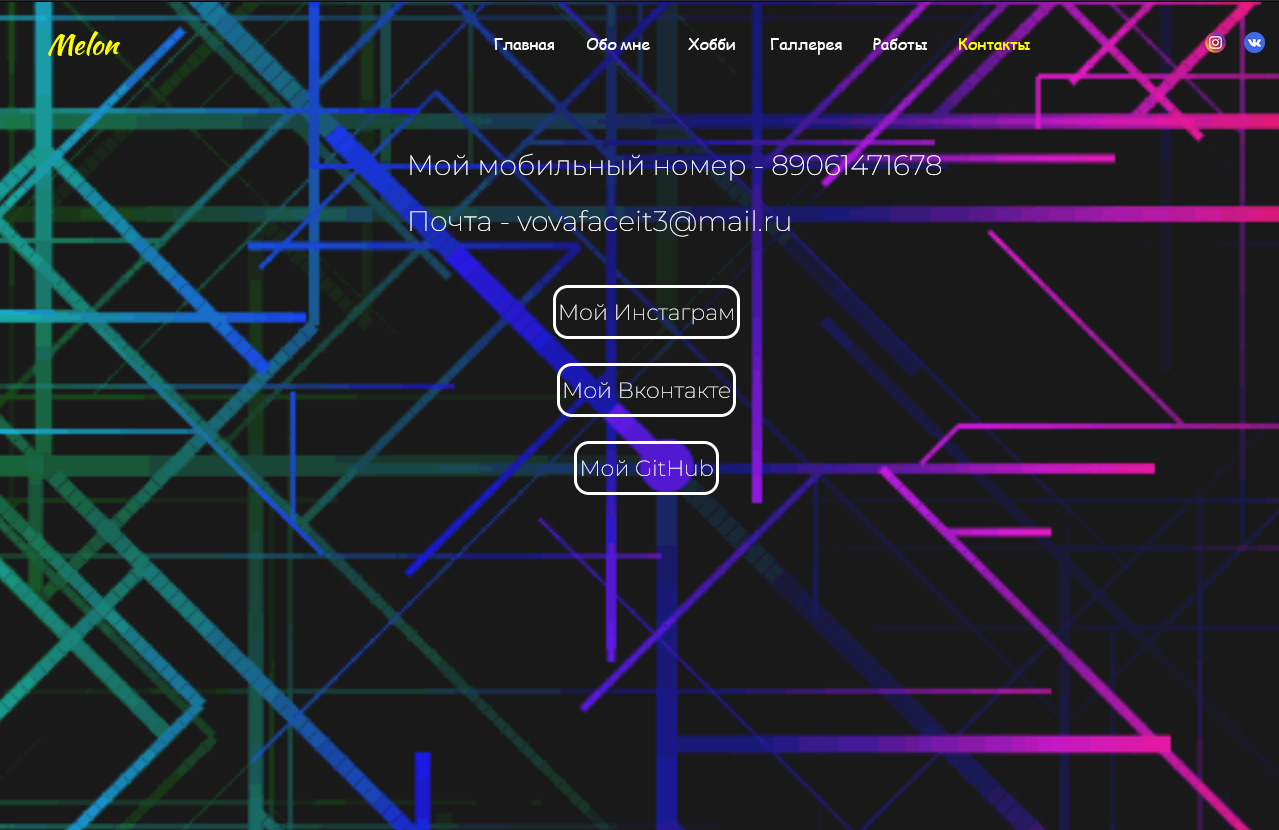 Melon
Главная Обо мне Хобби Галлерея Работы Контакты
Мой мобильный номер - 89061471678
Почта - vovafaceit3@mail.ru
Мой Инстаграм
Мой Вконтакте
Мой GitHub